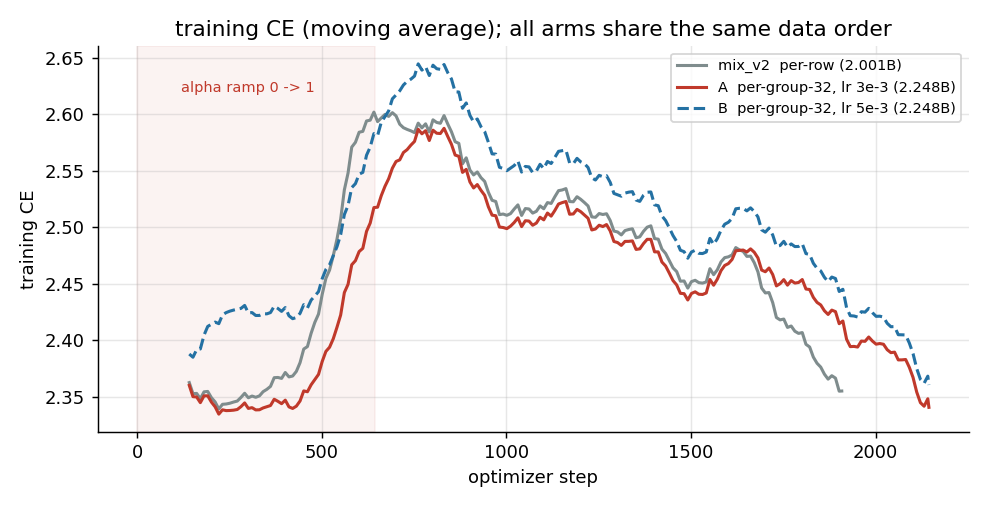 training CE (moving average); all arms share the same data order
2.65
2.60
2.55
2.50
2.45
2.40
2.35
training CE
alpha ramp 0 -> 1
mix_v2 per-row (2.001B)
A per-group-32, lr 3e-3 (2.248B)
B per-group-32, lr 5e-3 (2.248B)
0
500
1000
1500
2000
optimizer step